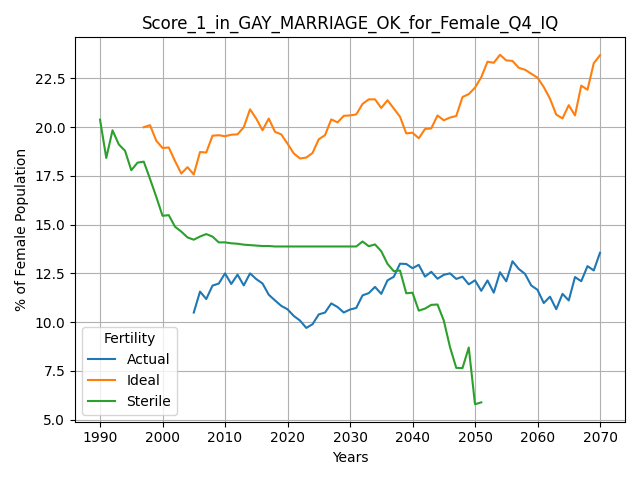 Score_1_in_GAY_MARRIAGE_OK_for_Female_Q4_IQ
% of Female Population
22.5
20.0
17.5
15.0
12.5
10.0
7.5
5.0
Fertility
Actual
Ideal
Sterile
1990 2000 2010 2020 2030 2040 2050 2060 2070
Years